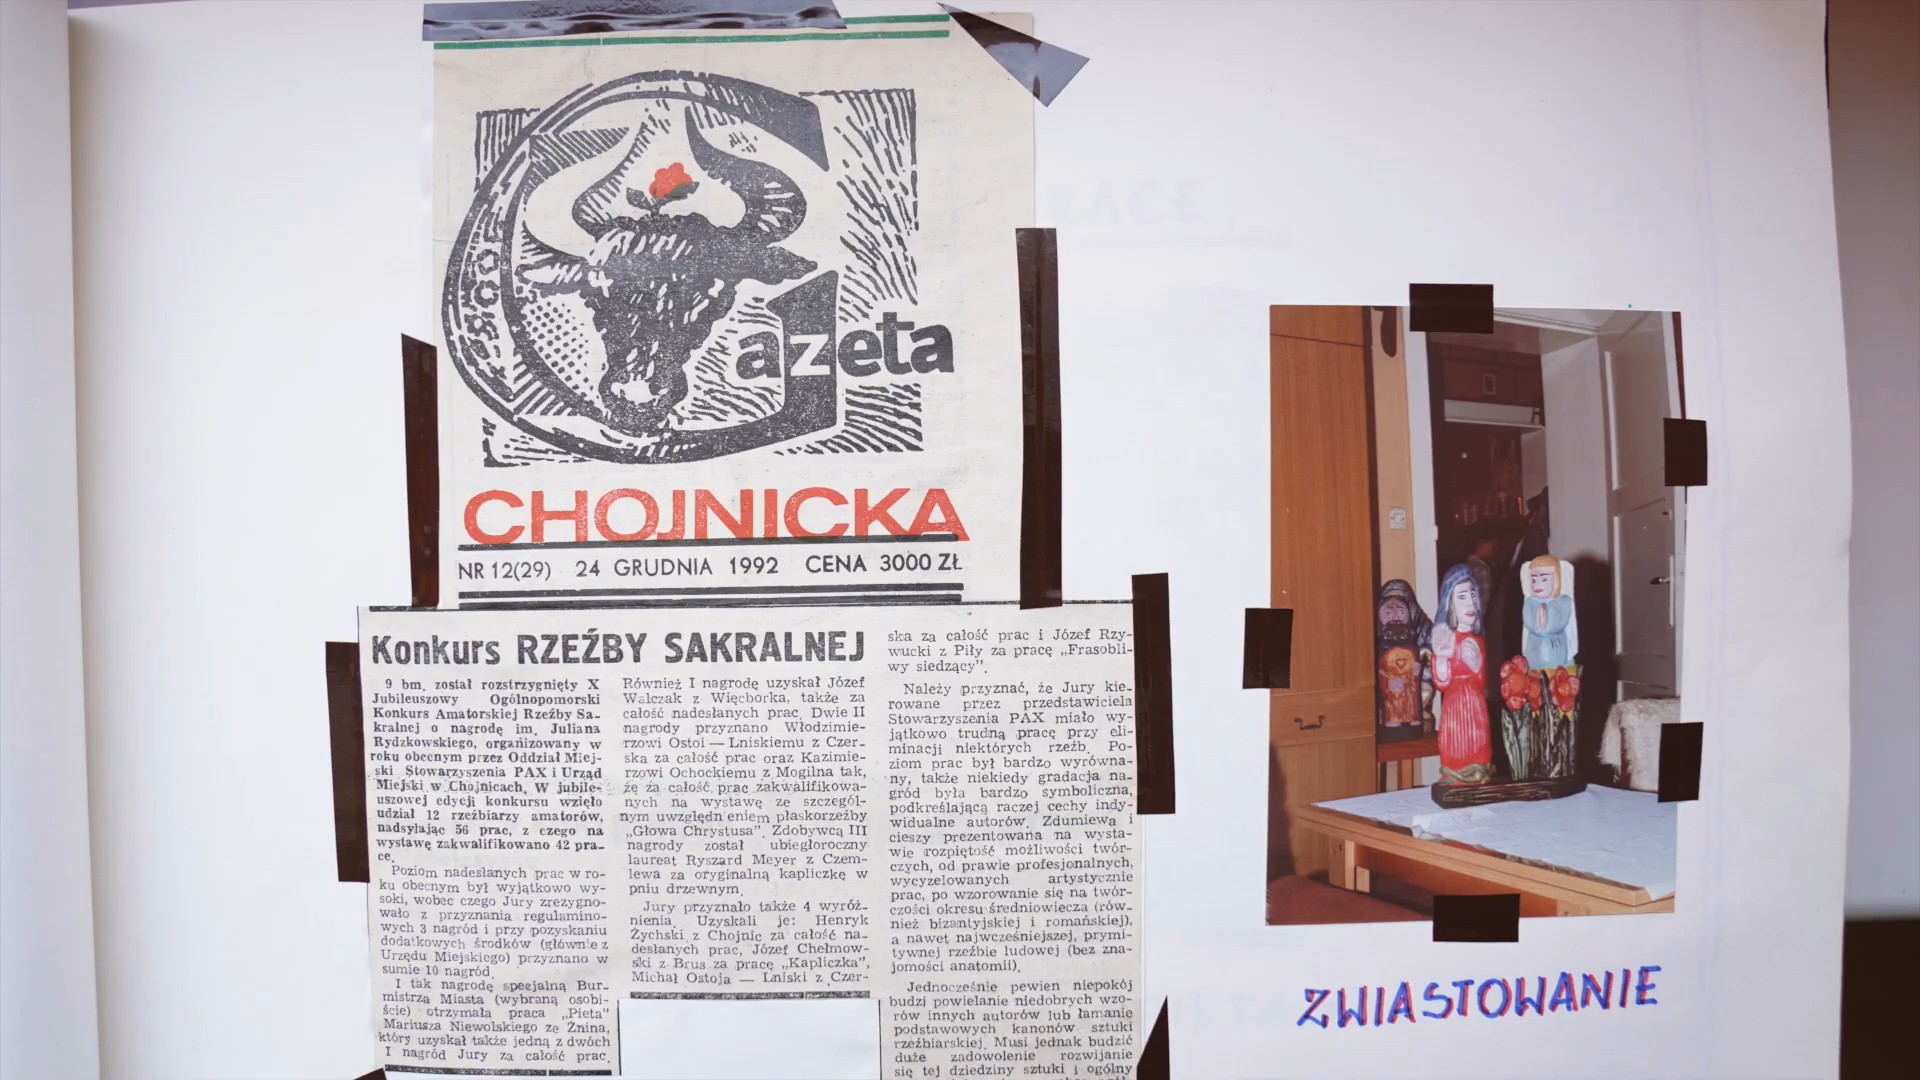 Gazeta
CHOJNICKA
NR 12(29) 24 GRUDNIA 1992 CENA 3000 ZŁ
Konkurs RZEŹBY SAKRALNEJ
9 bm. został rozstrzygnięty X
Jubileuszowy Ogólnopomorski
Konkurs Amatorskiej Rzeźby Sa-
kralnej o nagrodę im. Juliana
Rydzkowskiego, organizowany w
roku obecnym przez Oddział Miej-
ski Stowarzyszenia PAX i Urząd
Miejski w Chojnicach. W jubile-
uszowej edycji konkursu wzięło
udział 12 rzeźbiarzy amatorów,
nadsyłając 56 prac, z czego na
wystawę zakwalifikowano 42 pra-
ce.
Poziom nadesłanych prac w ro-
ku obecnym był wyjątkowo wy-
soki, wobec czego Jury zrezygno-
wało z przyznania regulamino-
wych 3 nagród i przy pozyskaniu
dodatkowych środków (głównie z
Urzędu Miejskiego) przyznano w
sumie 10 nagród.
I tak nagrodę specjalną Bur-
mistrza Miasta (wybraną osobi-
ście) otrzymała praca „Pieta"
Mariusza Niewolskiego ze Żnina,
który uzyskał także jedną z dwóch
I nagród Jury za całość prac.
Również I nagrodę uzyskał Józef
Walczak z Więcborka, także za
całość nadesłanych prac. Dwie II
nagrody przyznano Włodzimie-
rzowi Ostoi — Lniskiemu z Czer-
ska za całość prac oraz Kazimie-
rzowi Ochockiemu z Mogilna tak,
że za całość prac zakwalifikowa-
nych na wystawę ze szczegól-
nym uwzględnieniem płaskorzeźby
„Głowa Chrystusa". Zdobywcą III
nagrody został ubiegłoroczny
laureat Ryszard Meyer z Czem-
lewa za oryginalną kapliczkę w
pniu drzewnym.
Jury przyznało także 4 wyróż-
nienia. Uzyskali je: Henryk
Żychski z Chojnic za całość na-
desłanych prac, Józef Chełmow-
ski z Brus za pracę „Kapliczka",
Michał Ostoja — Lniski z Czer-
ska za całość prac i Józef Rzy-
wucki z Piły za pracę „Frasobli-
wy siedzący".
Należy przyznać, że Jury kie-
rowane przez przedstawiciela
Stowarzyszenia PAX miało wy-
jątkowo trudną pracę przy eli-
minacji niektórych rzeźb. Po-
ziom prac był bardzo wyrówna-
ny, także niekiedy gradacja na-
gród była bardzo symboliczna,
podkreślającą raczej cechy indy-
widualne autorów. Zdumiewa i
cieszy prezentowana na wysta-
wie rozpiętość możliwości twór-
czych, od prawie profesjonalnych,
wycyzelowanych artystycznie
prac, po wzorowanie się na twór-
czości okresu średniowiecza (rów-
nież bizantyjskiej i romańskiej),
a nawet najwcześniejszej, prymi-
tywnej rzeźbie ludowej (bez zna-
jomości anatomii).
Jednocześnie pewien niepokój
budzi powielanie niedobrych wzo-
rów innych autorów lub łamanie
podstawowych kanonów sztuki
rzeźbiarskiej. Musi jednak budzić
duże zadowolenie rozwijanie
się tej dziedziny sztuki i ogólny
ZWIASTOWANIE